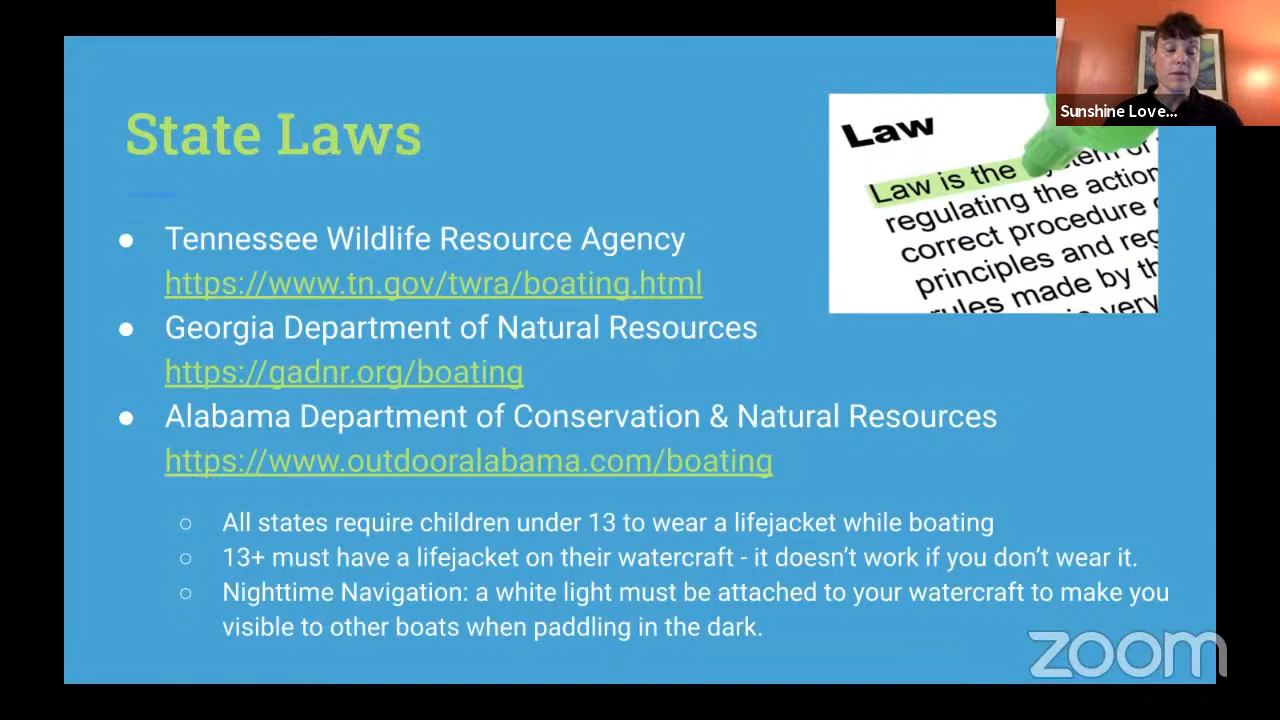 State Laws
Law
Law is the
regulating the action
correct procedure
principles and reg
rules made by th
is very
Sunshine Love...
● Tennessee Wildlife Resource Agency
https://www.tn.gov/twra/boating.html
● Georgia Department of Natural Resources
https://gadnr.org/boating
● Alabama Department of Conservation & Natural Resources
https://www.outdooralabama.com/boating
○ All states require children under 13 to wear a lifejacket while boating
○ 13+ must have a lifejacket on their watercraft - it doesn’t work if you don’t wear it.
○ Nighttime Navigation: a white light must be attached to your watercraft to make you
visible to other boats when paddling in the dark.
zoom